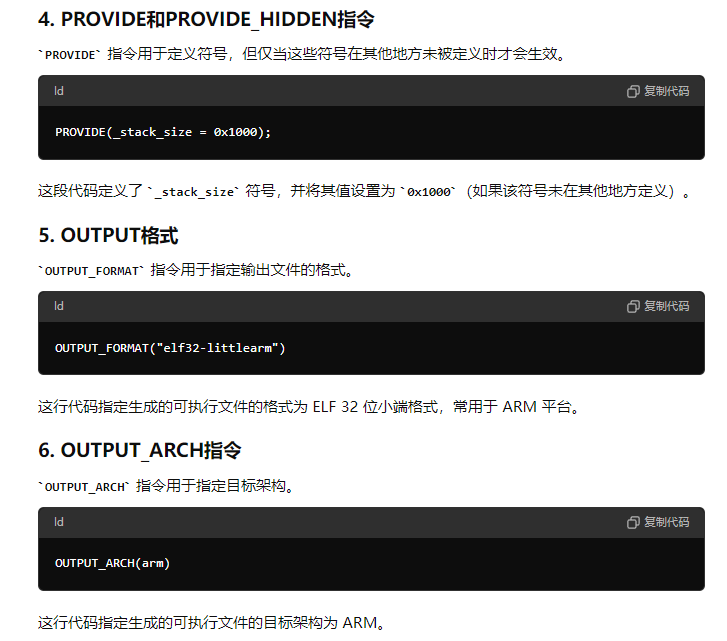 4. PROVIDE和PROVIDE_HIDDEN指令
`PROVIDE` 指令用于定义符号，但仅当这些符号在其他地方未被定义时才会生效。
ld 复制代码
PROVIDE(_stack_size = 0x1000);
这段代码定义了 `_stack_size` 符号，并将其值设置为 `0x1000`（如果该符号未在其他地方定义）。
5. OUTPUT格式
`OUTPUT_FORMAT` 指令用于指定输出文件的格式。
ld 复制代码
OUTPUT_FORMAT("elf32-littlearm")
这行代码指定生成的可执行文件的格式为 ELF 32 位小端格式，常用于 ARM 平台。
6. OUTPUT_ARCH指令
`OUTPUT_ARCH` 指令用于指定目标架构。
ld 复制代码
OUTPUT_ARCH(arm)
这行代码指定生成的可执行文件的目标架构为 ARM。